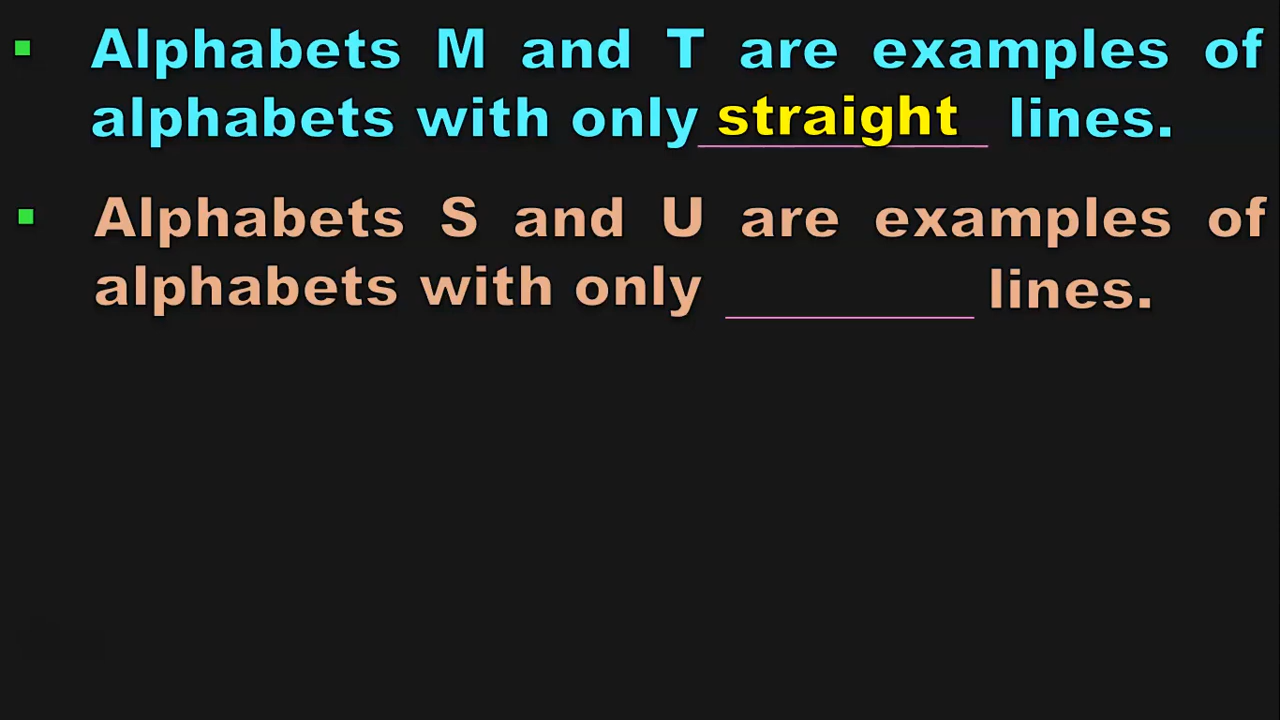 ▪ Alphabets M and T are examples of
alphabets with only straight lines.
▪ Alphabets S and U are examples of
alphabets with only __________ lines.